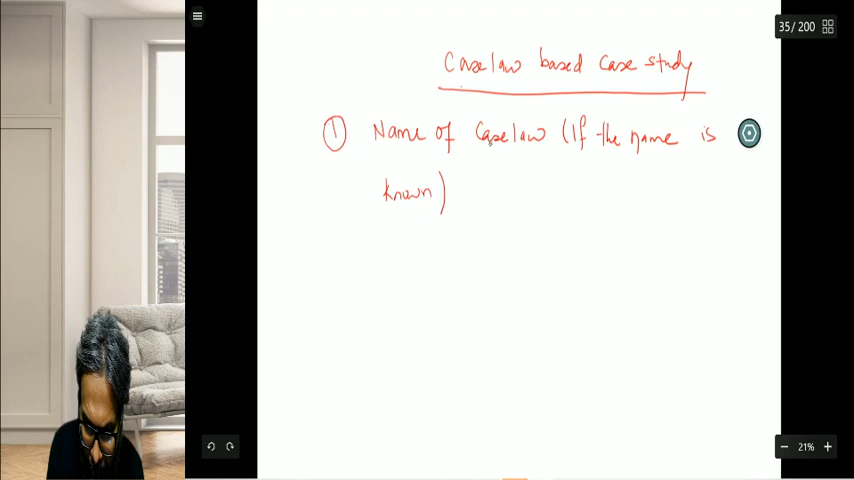 35/200
Caselaw based case study
1 Name of Caselaw (If the name is
known)
21%